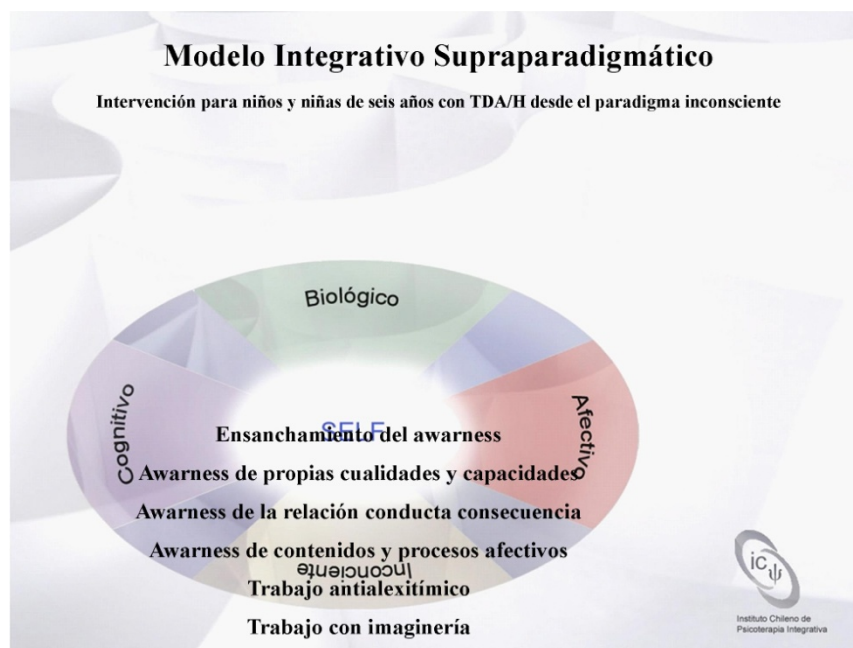 Modelo Integrativo Supraparadigmático
Intervención para niños y niñas de seis años con TDA/H desde el paradigma inconsciente
Biológico
Cognitivo
Afectivo
SELF
Ensanchamiento del awarness
Awarness de propias cualidades y capacidades
Awarness de la relación conducta consecuencia
Awarness de contenidos y procesos afectivos
Inconciente
Trabajo antialexitímico
Trabajo con imaginería
ic ψ
Instituto Chileno de
Psicoterapia Integrativa